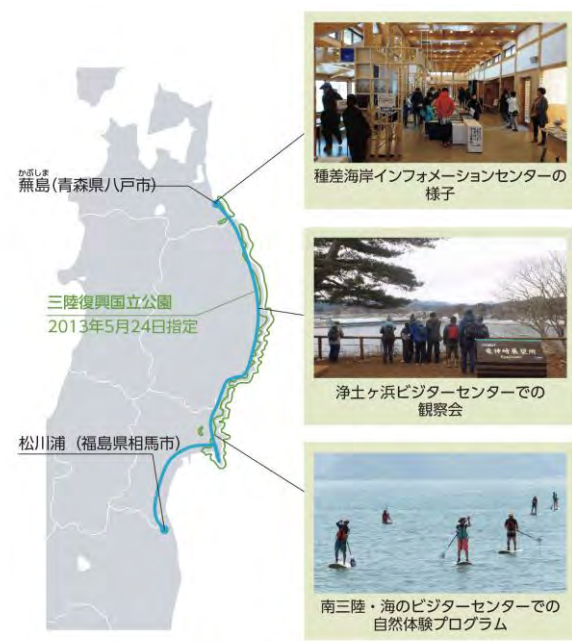 かぶしま
蕪島(青森県八戸市)
三陸復興国立公園
2013年5月24日指定
松川浦（福島県相馬市）
種差海岸インフォメーションセンターの
様子
浄土ヶ浜ビジターセンターでの
観察会
南三陸・海のビジターセンターでの
自然体験プログラム